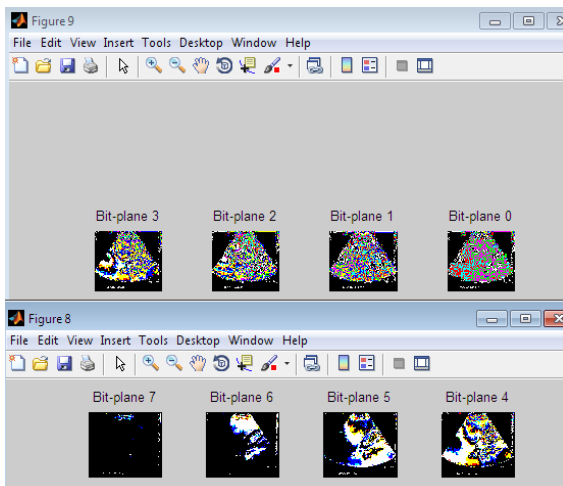 Figure 9
File Edit View Insert Tools Desktop Window Help
Bit-plane 3 Bit-plane 2 Bit-plane 1 Bit-plane 0
Figure 8
File Edit View Insert Tools Desktop Window Help
Bit-plane 7 Bit-plane 6 Bit-plane 5 Bit-plane 4